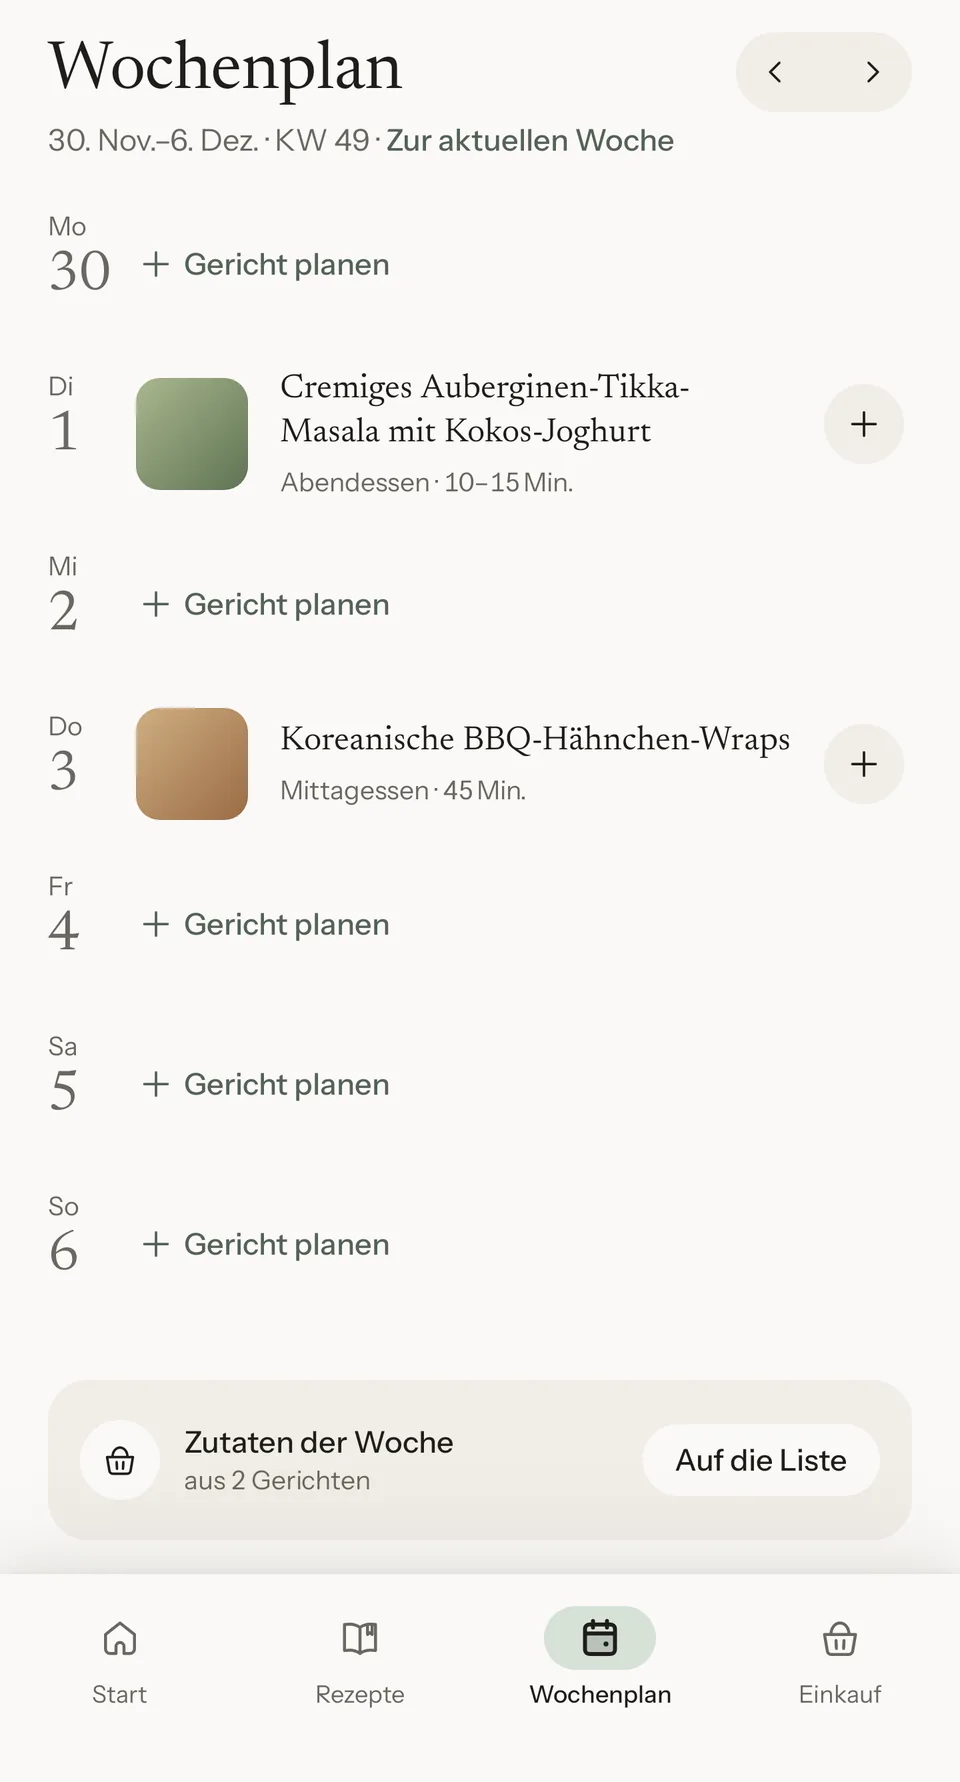 Wochenplan
30. Nov.–6. Dez. · KW 49 · Zur aktuellen Woche
Mo
30
Gericht planen
Di
1
Cremiges Auberginen-Tikka-
Masala mit Kokos-Joghurt
Abendessen · 10–15 Min.
Mi
2
Gericht planen
Do
3
Koreanische BBQ-Hähnchen-Wraps
Mittagessen · 45 Min.
Fr
4
Gericht planen
Sa
5
Gericht planen
So
6
Gericht planen
Zutaten der Woche
aus 2 Gerichten
Auf die Liste
Start
Rezepte
Wochenplan
Einkauf